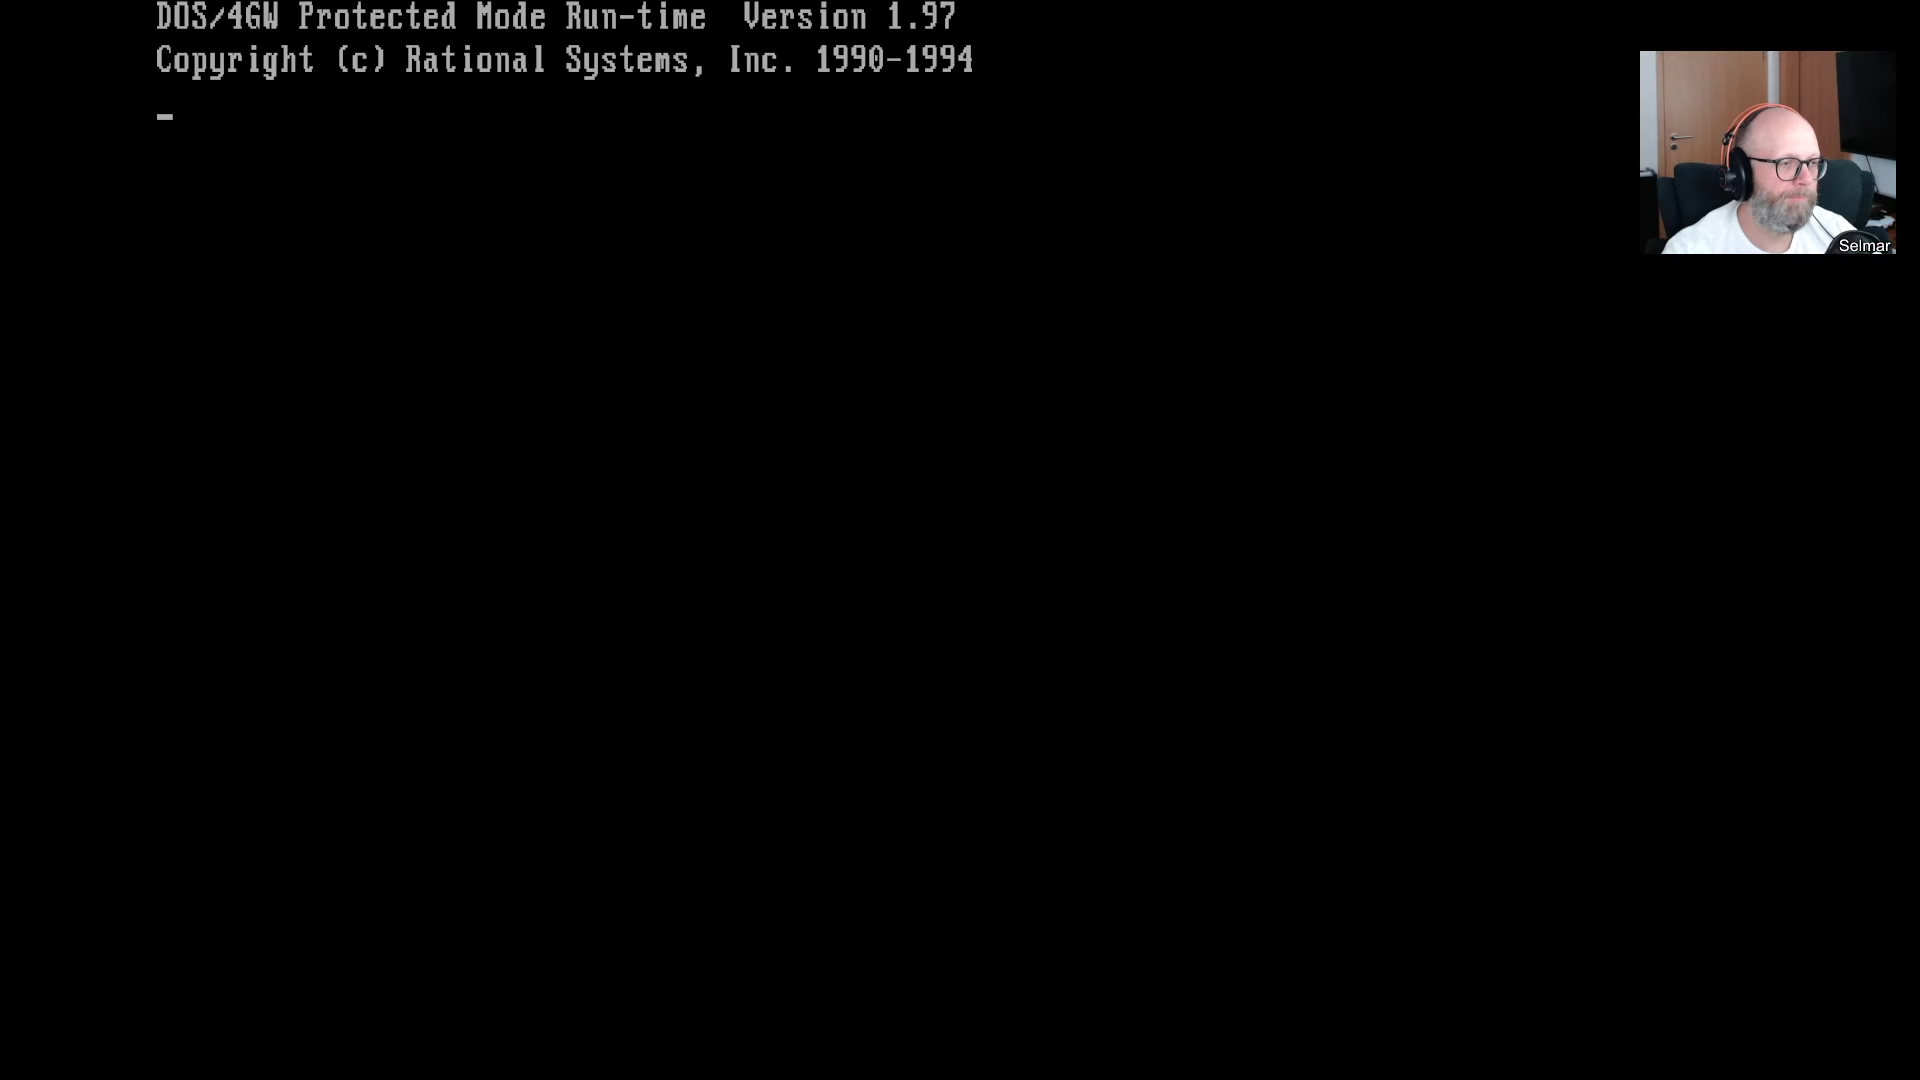 DOS/4GW Protected Mode Run-time  Version 1.97
Copyright (c) Rational Systems, Inc. 1990-1994
Selmar